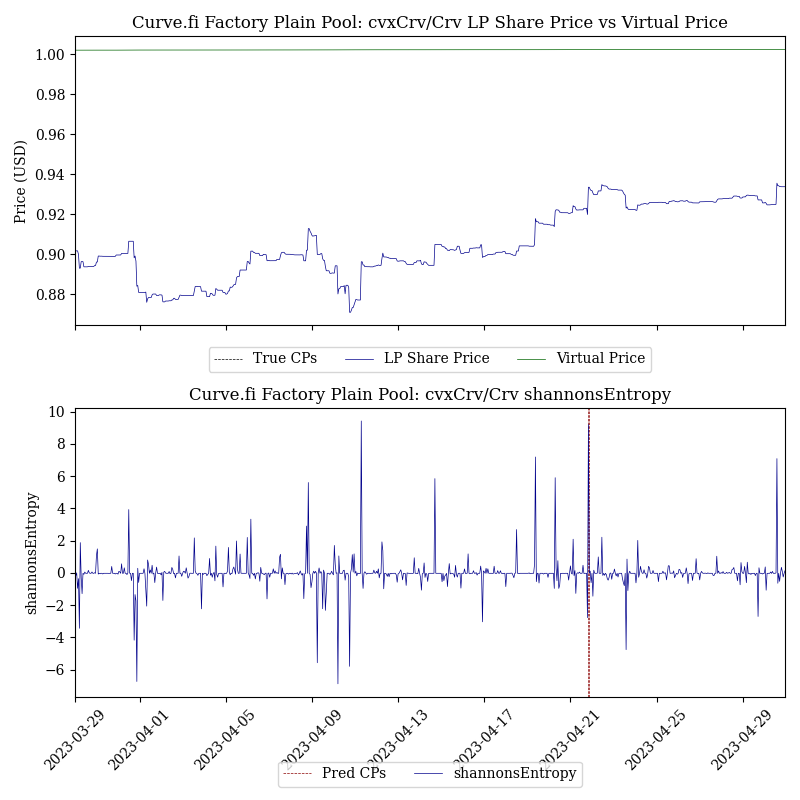 Curve.fi Factory Plain Pool: cvxCrv/Crv LP Share Price vs Virtual Price
1.00
0.98
0.96
0.94
0.92
0.90
0.88
Price (USD)
True CPs
LP Share Price
Virtual Price
Curve.fi Factory Plain Pool: cvxCrv/Crv shannonsEntropy
10
8
6
4
2
0
−2
−4
−6
shannonsEntropy
2023-03-29
2023-04-01
2023-04-05
2023-04-09
2023-04-13
2023-04-17
2023-04-21
2023-04-25
2023-04-29
Pred CPs
shannonsEntropy